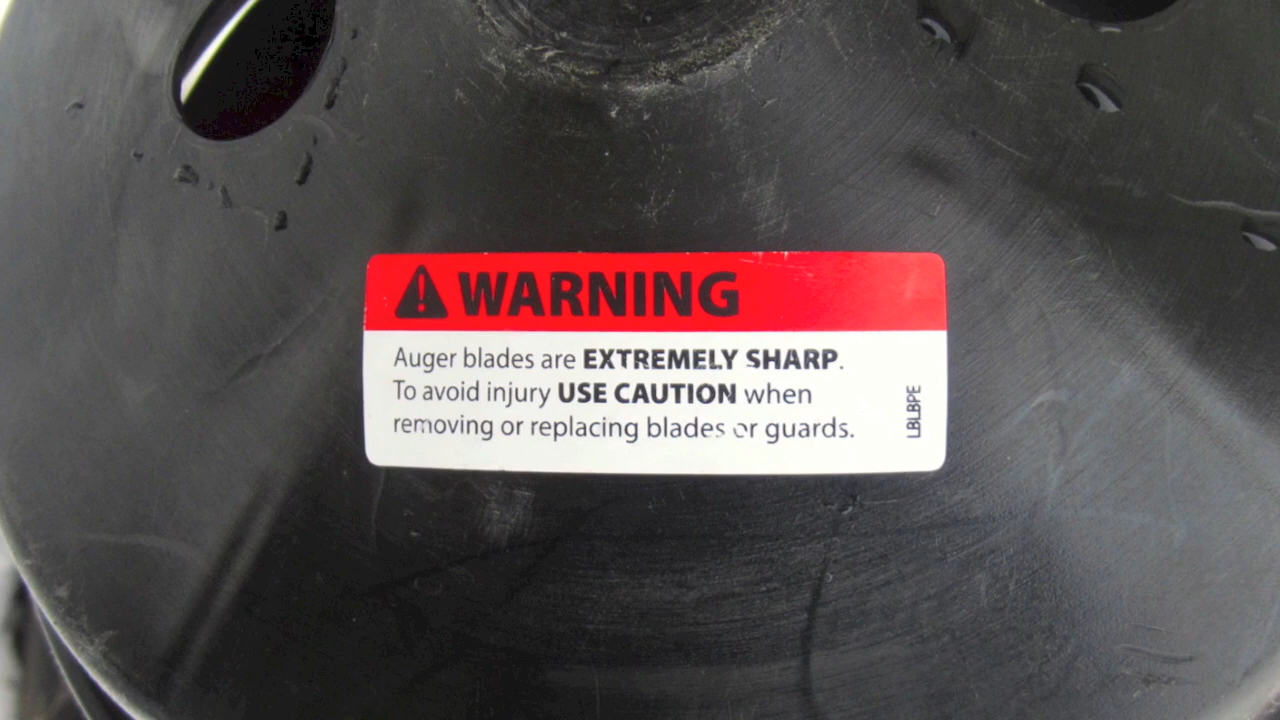 WARNING
Auger blades are EXTREMELY SHARP.
To avoid injury USE CAUTION when
removing or replacing blades or guards.
LBLBPE